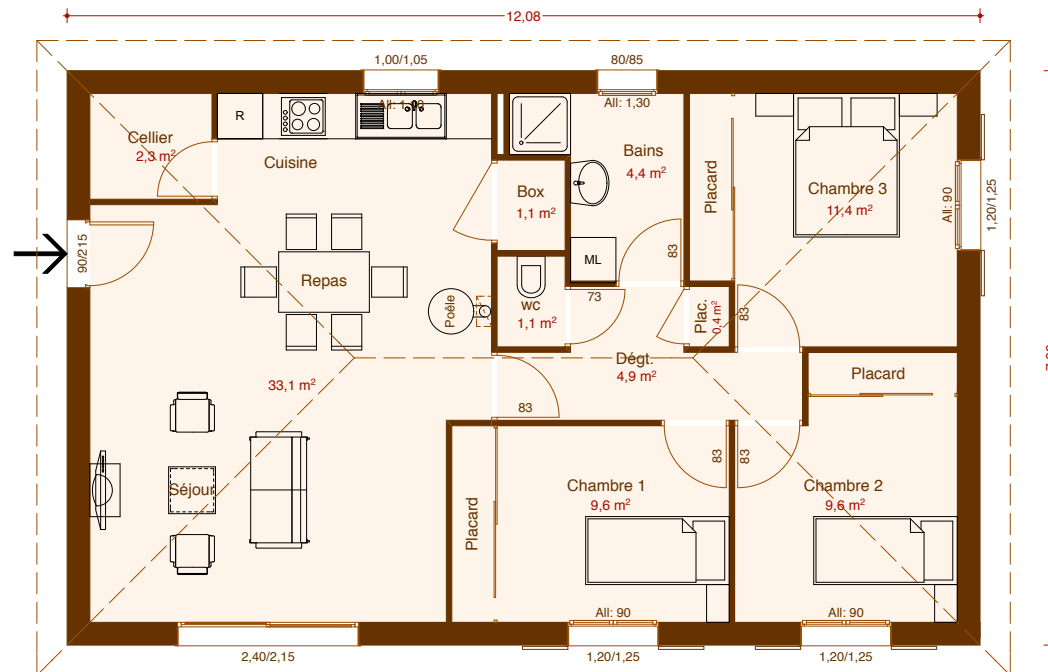 12,08
1,00/1,05
80/85
All: 1,30
R
Cellier
2,3 m²
Cuisine
Bains
4,4 m²
Placard
Chambre 3
11,4 m²
All: 90
1,20/1,25
Box
1,1 m²
90/215
ML
83
Repas
Poêle
wc
1,1 m²
73
Plac.
0,4 m²
83
Dégt.
4,9 m²
33,1 m²
Placard
83
83
83
Séjour
Placard
Chambre 1
9,6 m²
Chambre 2
9,6 m²
All: 90
All: 90
2,40/2,15
1,20/1,25
1,20/1,25